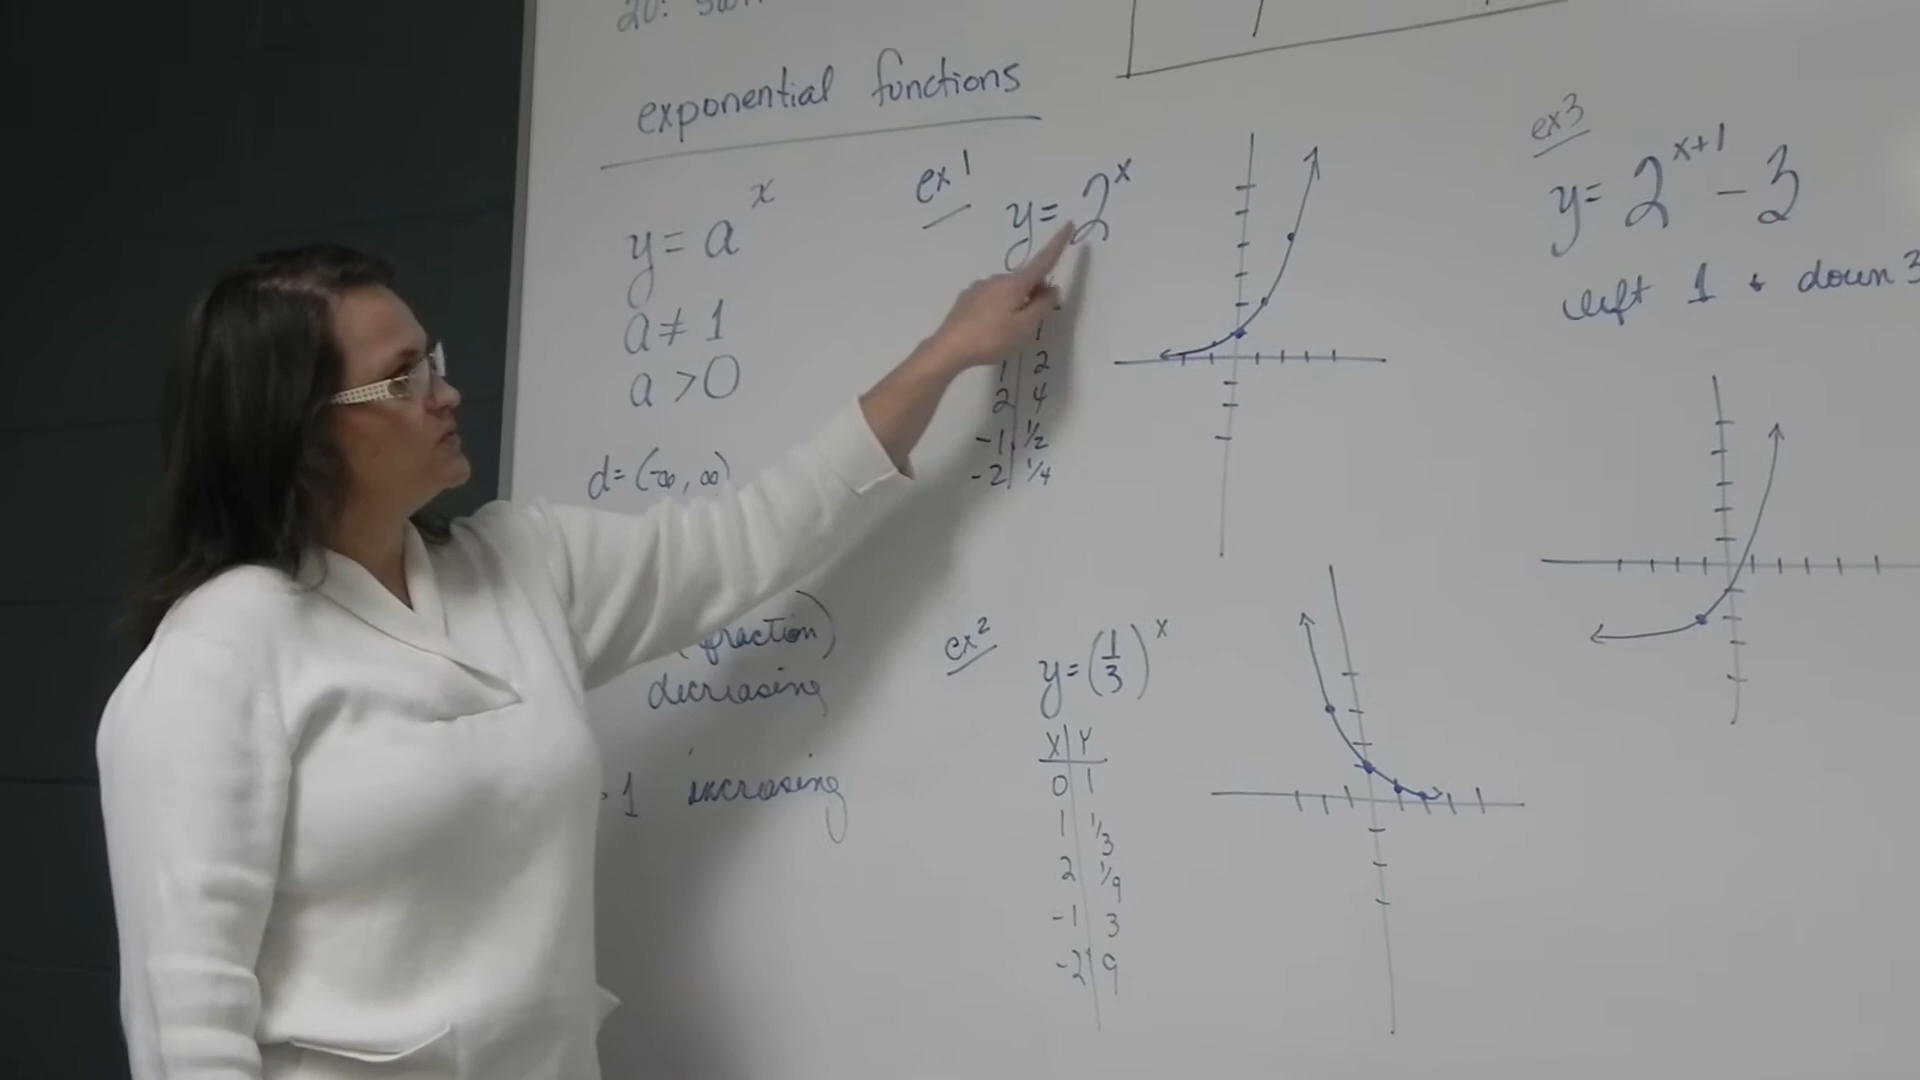 20:
exponential functions
y = a^x
a ≠ 1
a > 0
d = (-∞, ∞)
(fraction)
decreasing
1 increasing
ex 1
y = 2^x
1
1 | 2
2 | 4
-1 | 1/2
-2 | 1/4
ex 2
y = (1/3)^x
X | Y
0 | 1
1 | 1/3
2 | 1/9
-1 | 3
-2 | 9
ex 3
y = 2^x+1 - 3
left 1 & down 3